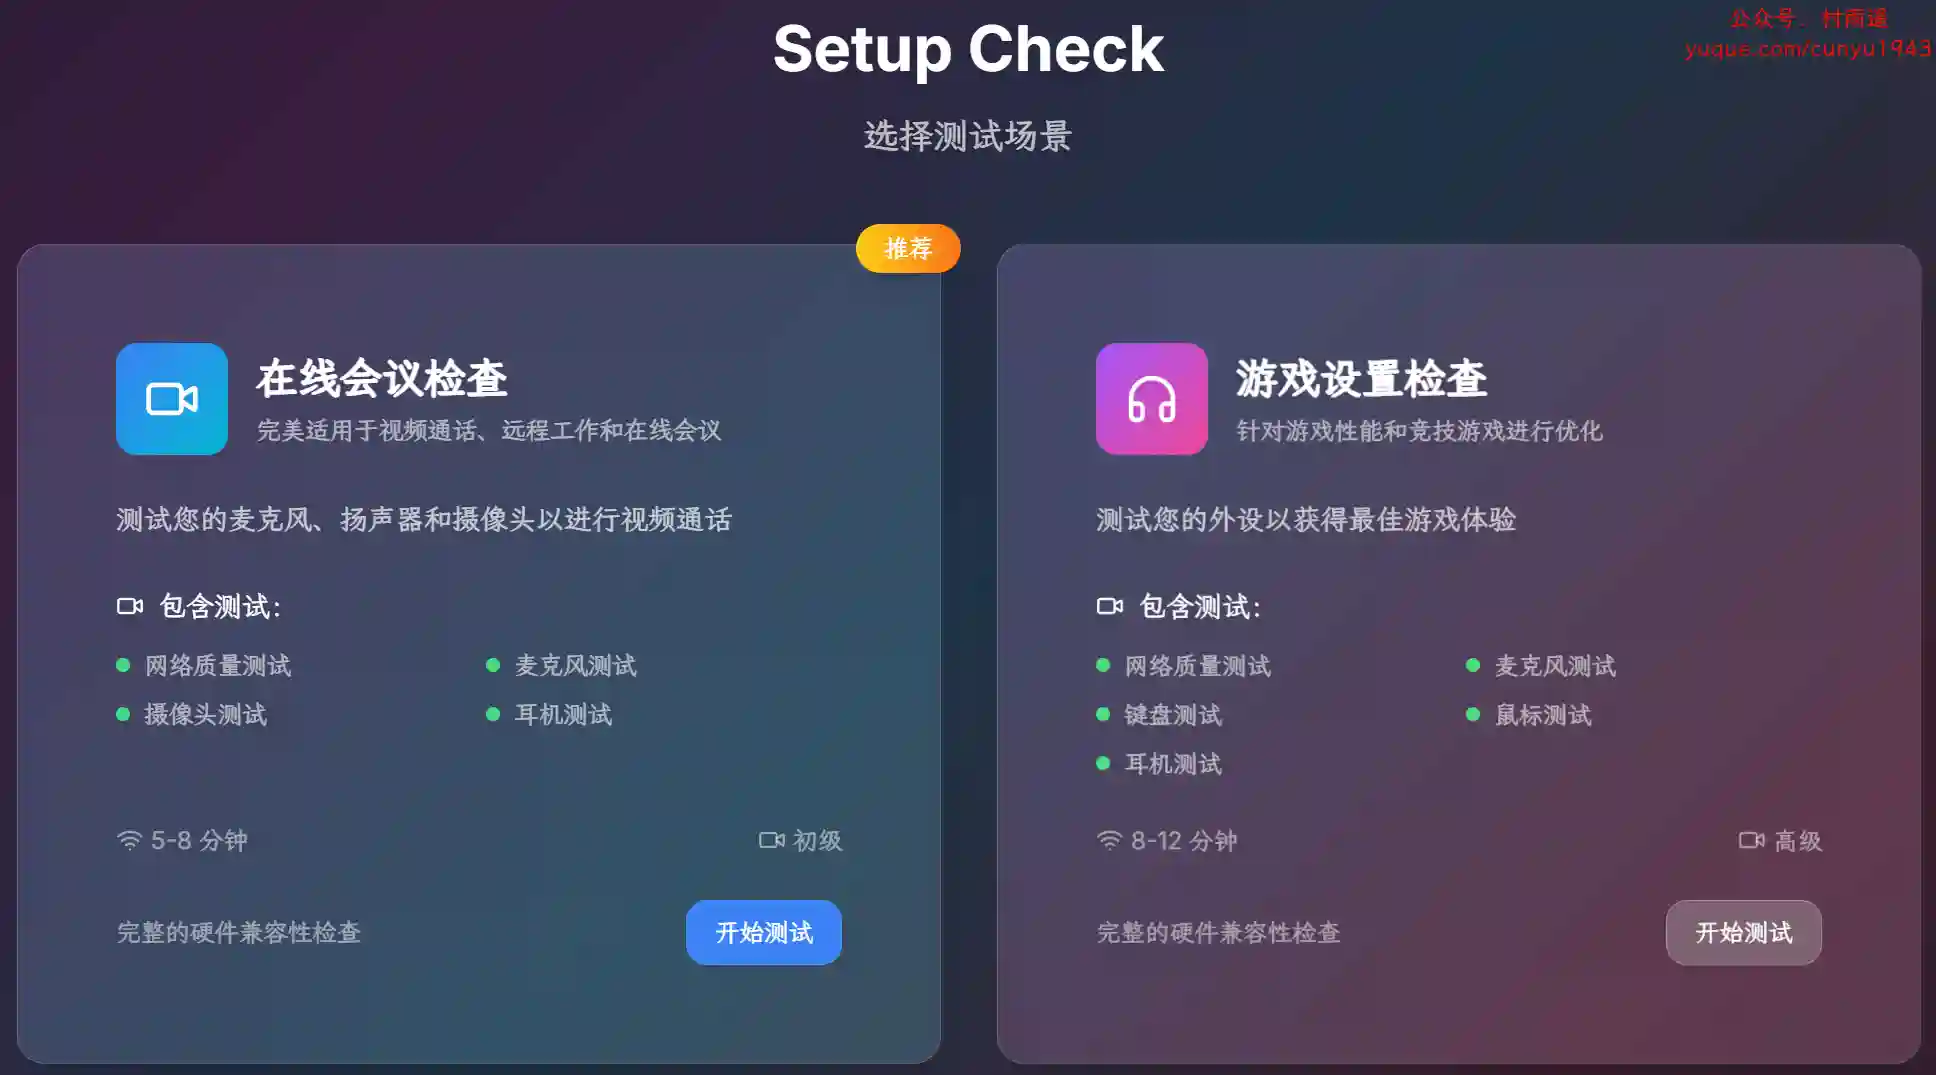 公众号：村雨遥
yuque.com/cunyu1943
Setup Check
选择测试场景
推荐
在线会议检查
完美适用于视频通话、远程工作和在线会议
测试您的麦克风、扬声器和摄像头以进行视频通话
包含测试：
网络质量测试
麦克风测试
摄像头测试
耳机测试
5-8 分钟
初级
完整的硬件兼容性检查
开始测试
游戏设置检查
针对游戏性能和竞技游戏进行优化
测试您的外设以获得最佳游戏体验
包含测试：
网络质量测试
麦克风测试
键盘测试
鼠标测试
耳机测试
8-12 分钟
高级
完整的硬件兼容性检查
开始测试